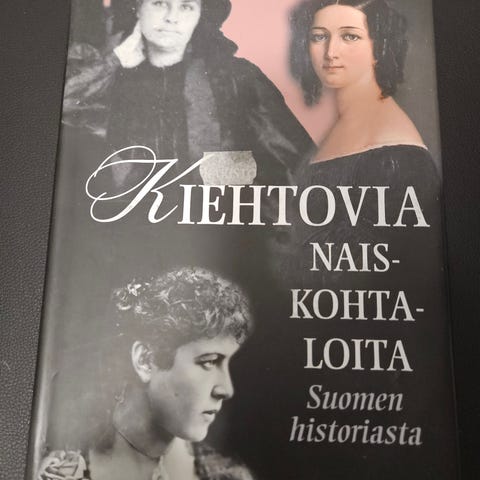 KIEHTOVIA
NAIS-
KOHTA-
LOITA
Suomen
historiasta